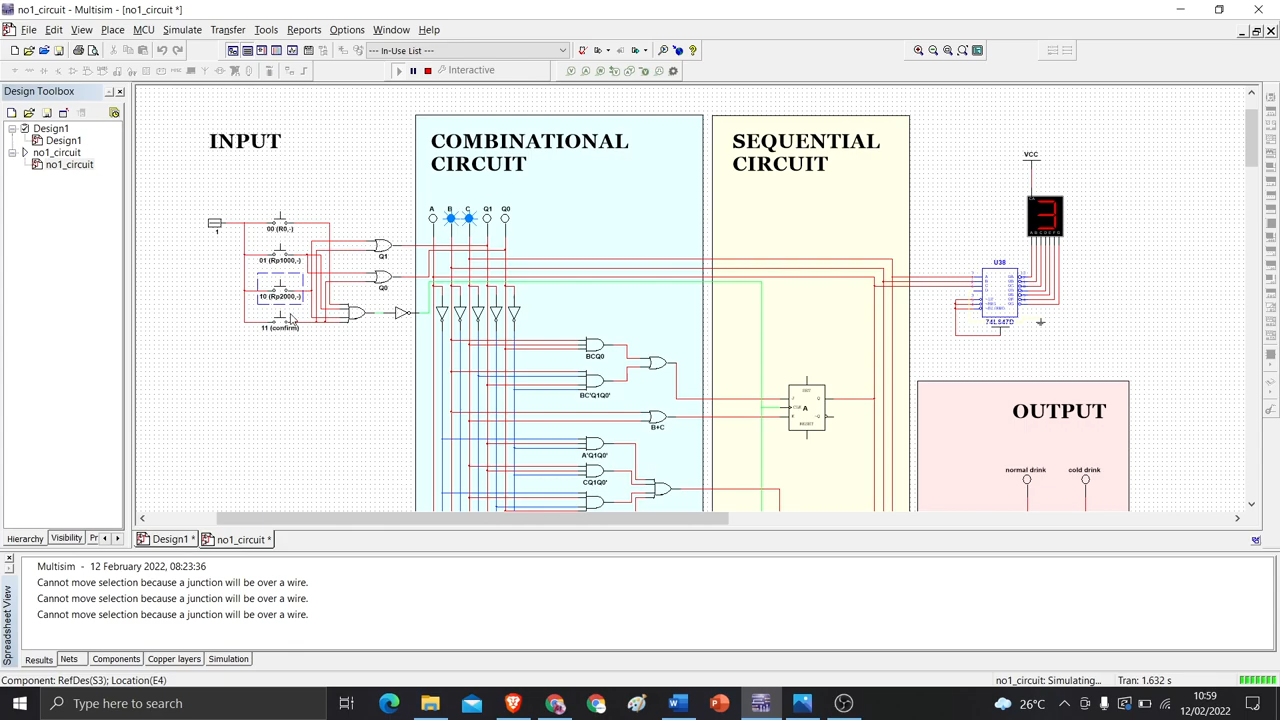 no1_circuit - Multisim - [no1_circuit *]
File Edit View Place MCU Simulate Transfer Tools Reports Options Window Help
--- In-Use List ---
Interactive
Design Toolbox
Design1
Design1
no1_circuit
no1_circuit
INPUT
COMBINATIONAL
CIRCUIT
SEQUENTIAL
CIRCUIT
VCC
CA
3
A B C D E F G
A B C Q1 Q0
1
00 (R0,-)
01 (Rp1000,-)
10 (Rp2000,-)
11 (confirm)
Q1
Q0
U38
74LS47D
BCQ0
BC'Q1Q0'
B+C
A'Q1Q0'
CQ1Q0'
A
OUTPUT
normal drink
cold drink
Hierarchy Visibility Pr
Design1 * no1_circuit *
Spreadsheet View
Multisim - 12 February 2022, 08:23:36
Cannot move selection because a junction will be over a wire.
Cannot move selection because a junction will be over a wire.
Cannot move selection because a junction will be over a wire.
Results Nets Components Copper layers Simulation
Component: RefDes(S3); Location(E4)
no1_circuit: Simulating... Tran: 1.632 s
Type here to search
26°C
10:59
12/02/2022